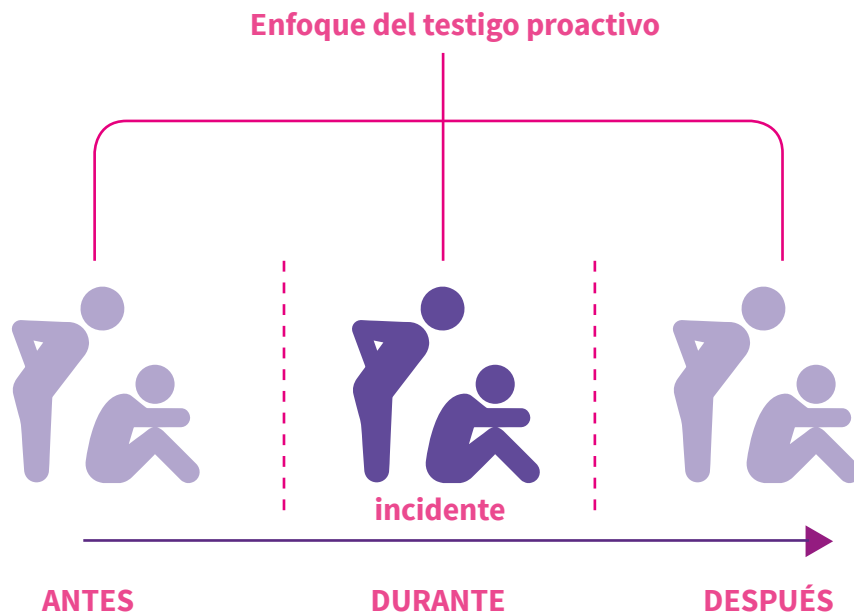 Enfoque del testigo proactivo
incidente
ANTES
DURANTE
DESPUÉS